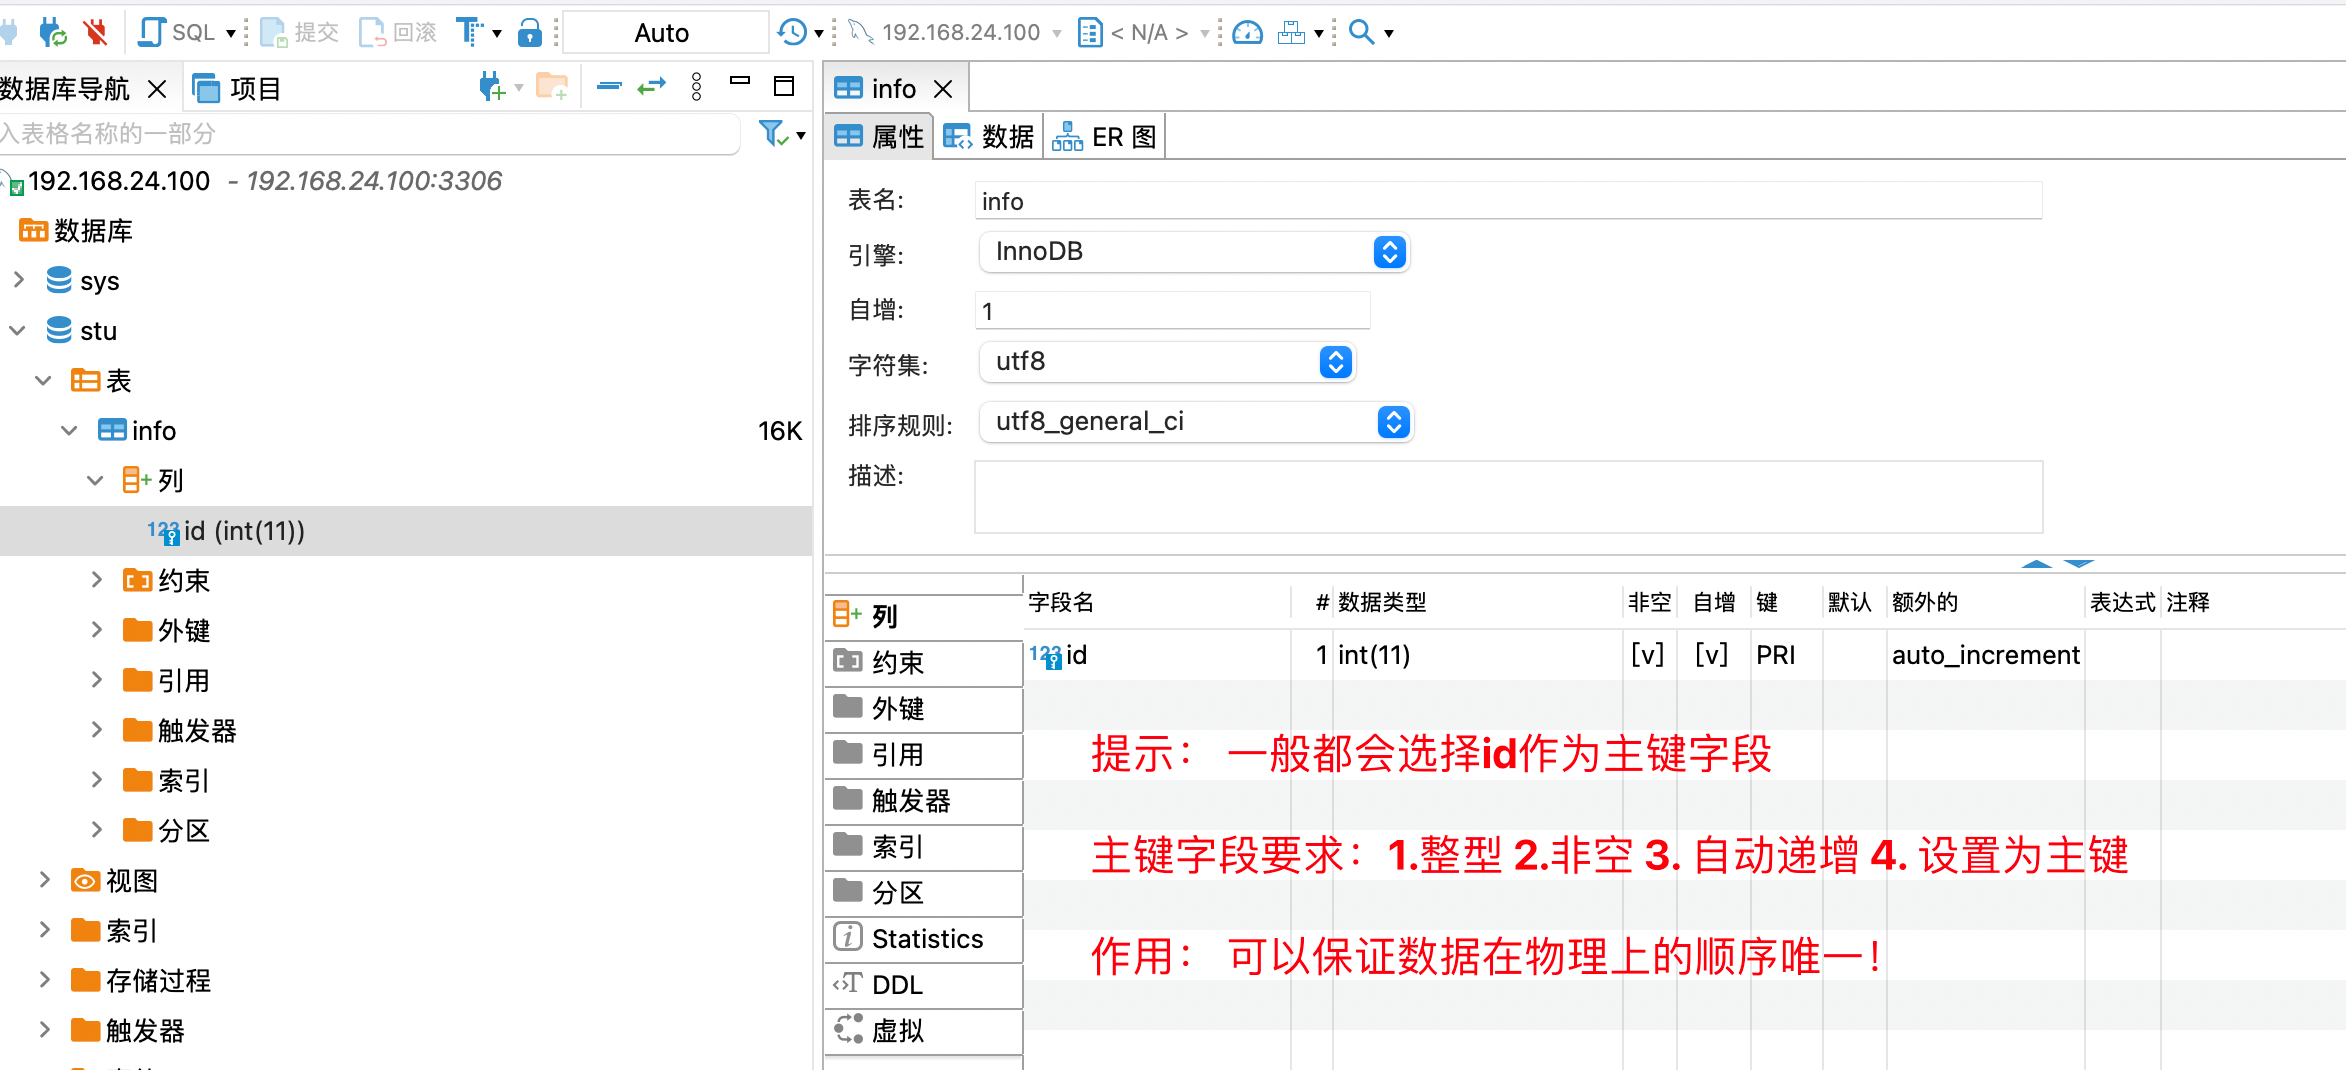 SQL 提交 回滚 Auto 192.168.24.100 < N/A >
数据库导航 项目
入表格名称的一部分
192.168.24.100 - 192.168.24.100:3306
数据库
sys
stu
表
info 16K
列
id (int(11))
约束
外键
引用
触发器
索引
分区
视图
索引
存储过程
触发器
info
属性 数据 ER 图
表名: info
引擎: InnoDB
自增: 1
字符集: utf8
排序规则: utf8_general_ci
描述:
列
约束
外键
引用
触发器
索引
分区
Statistics
DDL
虚拟
字段名 # 数据类型 非空 自增 键 默认 额外的 表达式 注释
123 id 1 int(11) [v] [v] PRI auto_increment
提示： 一般都会选择id作为主键字段
主键字段要求：1.整型 2.非空 3. 自动递增 4. 设置为主键
作用： 可以保证数据在物理上的顺序唯一！